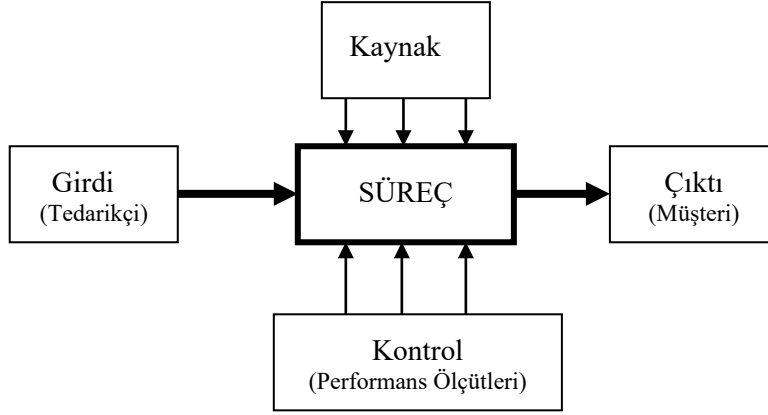 Kaynak
Girdi
(Tedarikçi)
SÜREÇ
Çıktı
(Müşteri)
Kontrol
(Performans Ölçütleri)